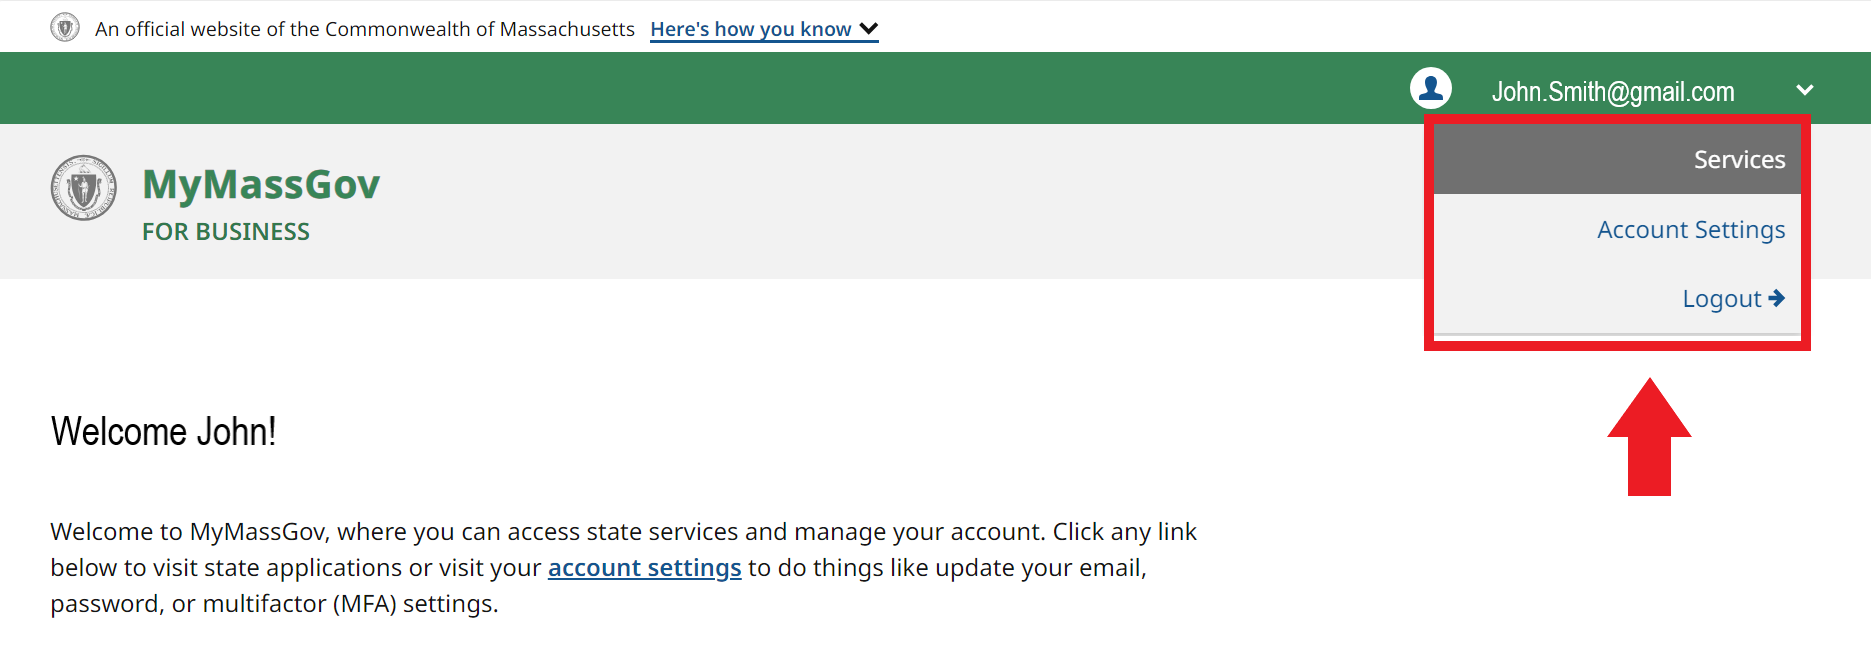 An official website of the Commonwealth of Massachusetts Here's how you know
John.Smith@gmail.com
MyMassGov
FOR BUSINESS
Services
Account Settings
Logout
Welcome John!
Welcome to MyMassGov, where you can access state services and manage your account. Click any link
below to visit state applications or visit your account settings to do things like update your email,
password, or multifactor (MFA) settings.